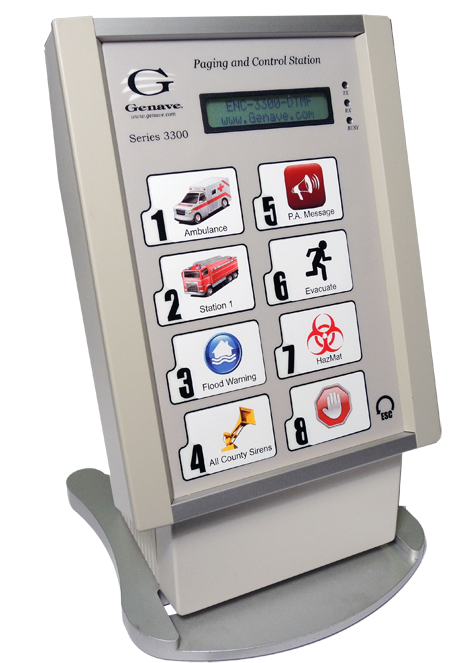 Paging and Control Station
G
Genave.
www.genave.com
Series 3300
ENC-3300-DTMF
www.Genave.com
TX
RX
BUSY
1
Ambulance
2
Station 1
3
Flood Warning
4
All County Sirens
5
P.A. Message
6
Evacuate
7
HazMat
8
ESC